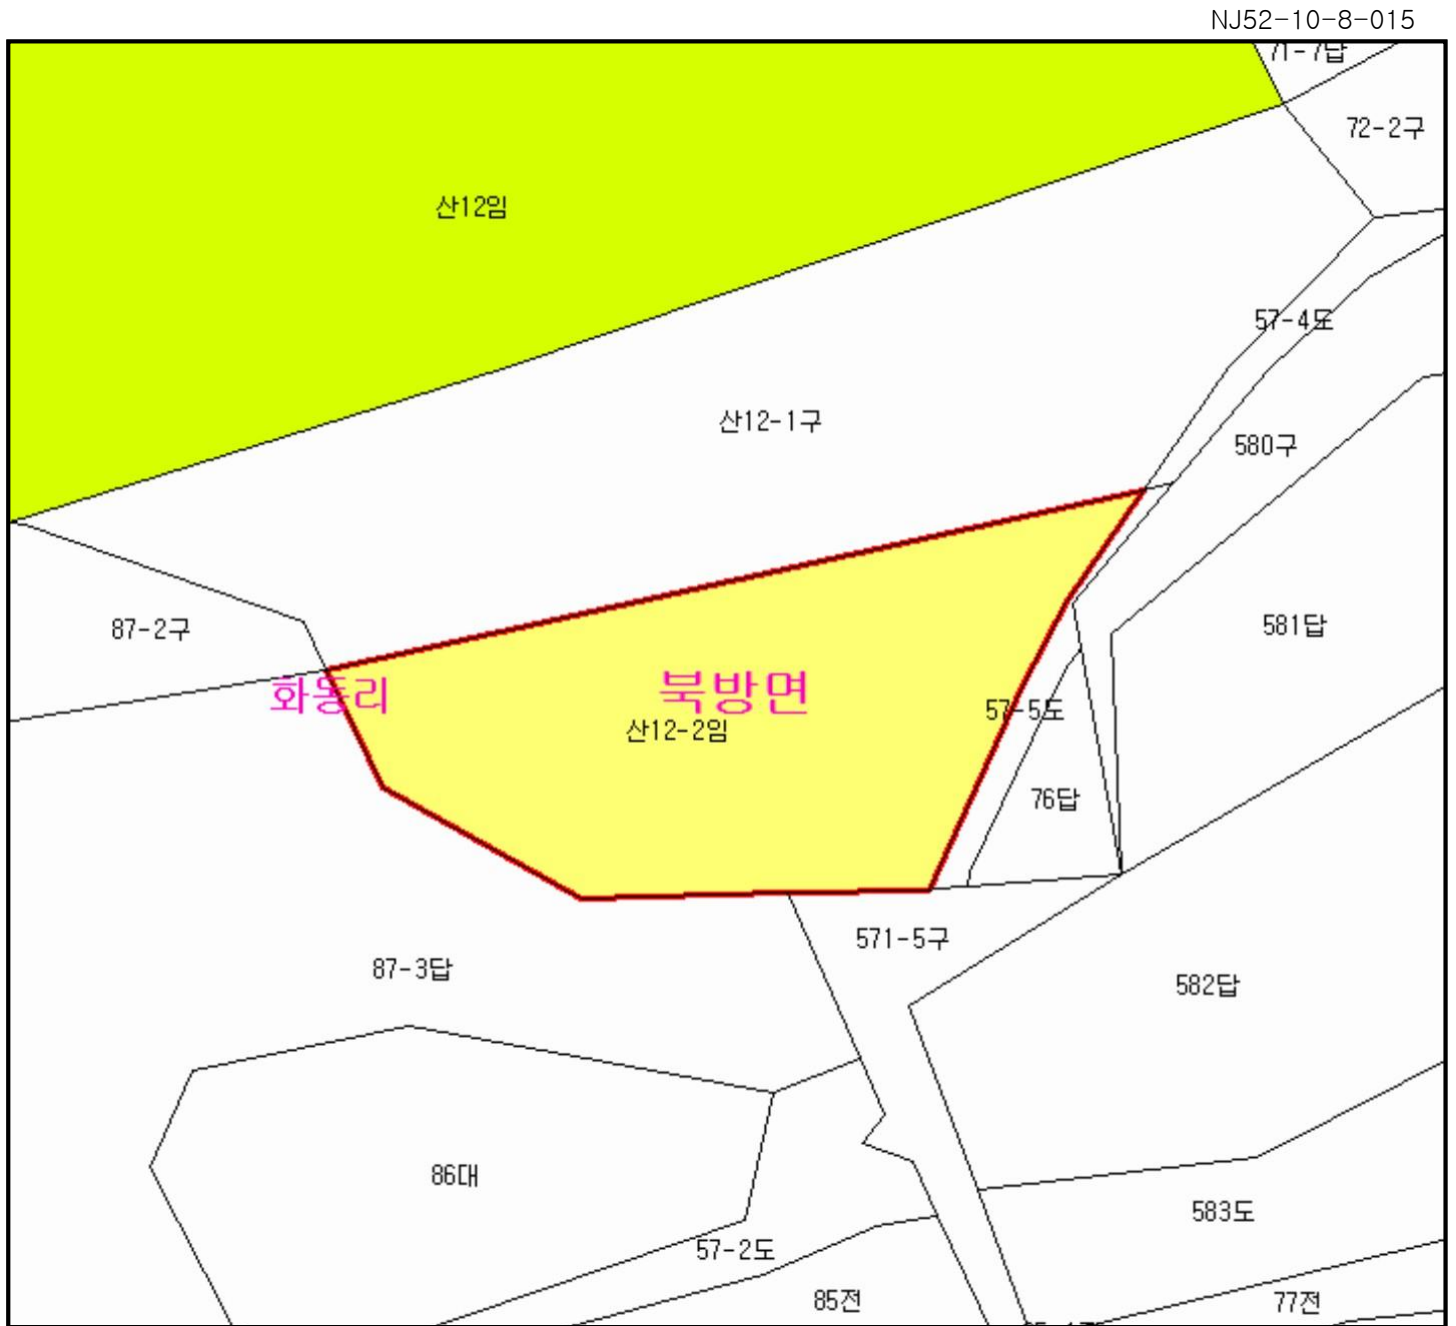 NJ52-10-8-015
71-7답
72-2구
산12임
57-4도
산12-1구
580구
87-2구
581답
화동리
북방면
산12-2임
57-5도
76답
571-5구
87-3답
582답
86대
583도
57-2도
85전
77전